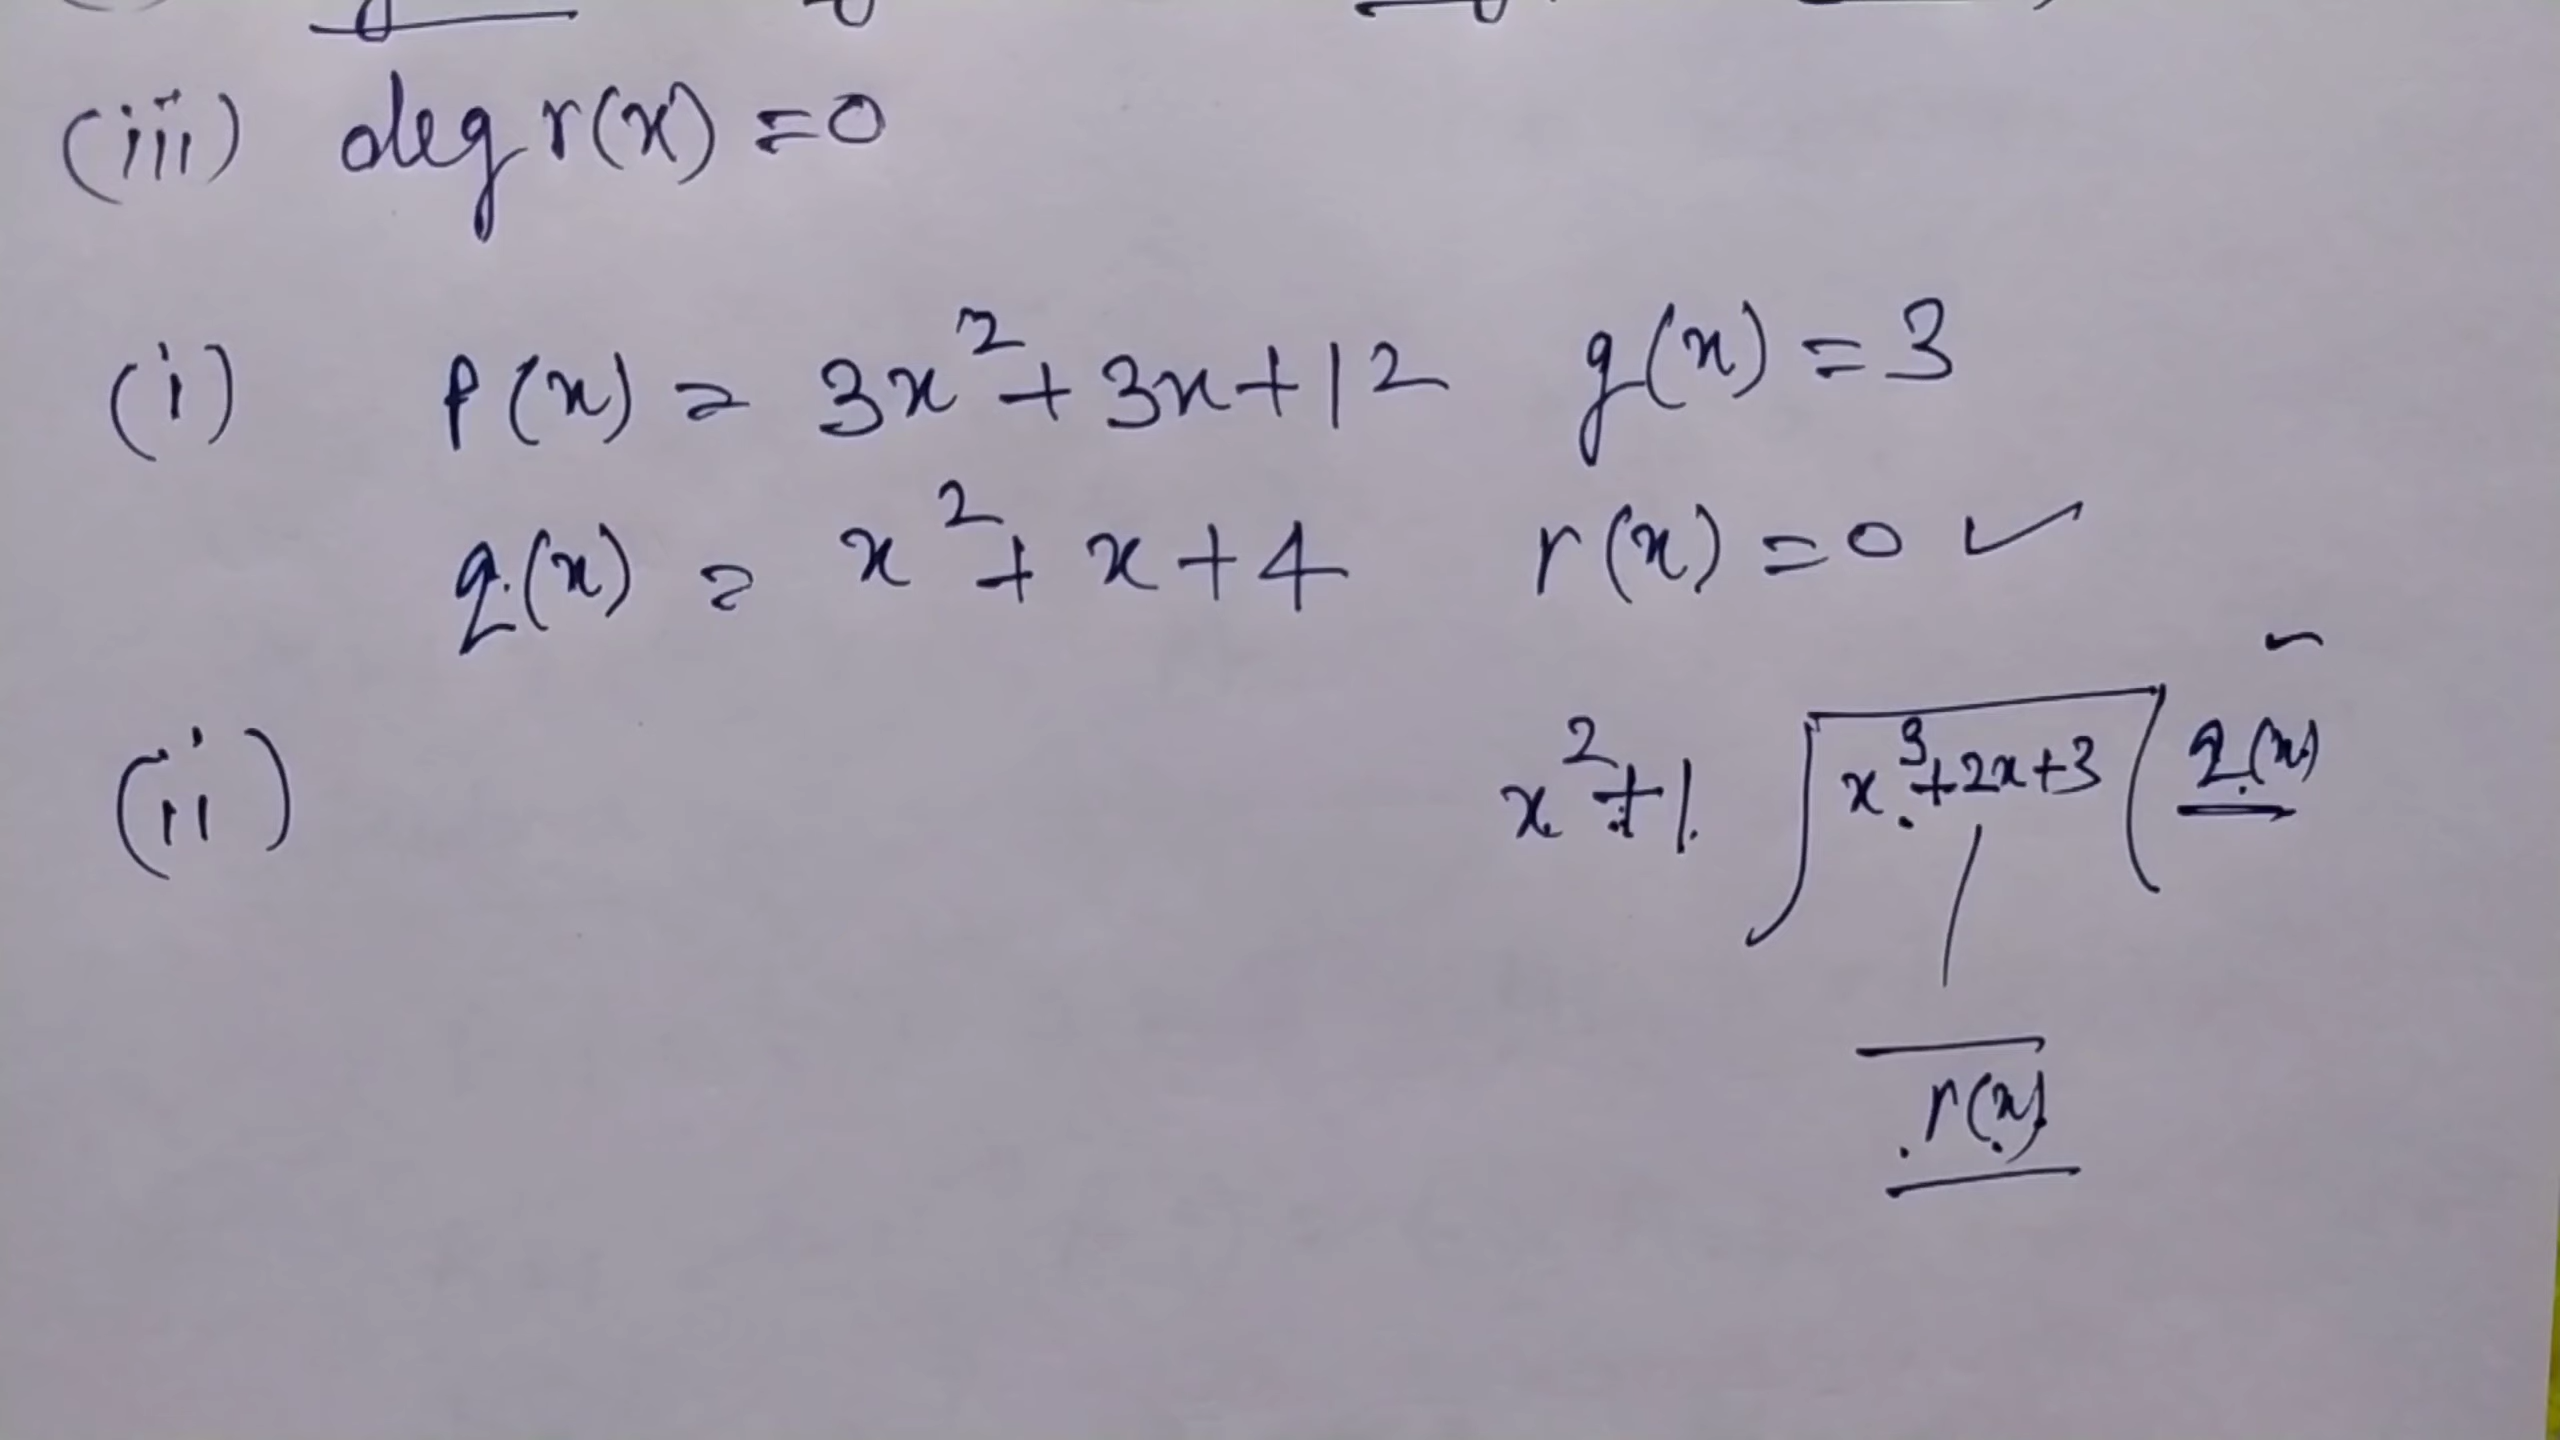 (iii) deg r(x) = 0
(i) p(x) = 3x² + 3x + 12 g(x) = 3
q(x) = x² + x + 4 r(x) = 0 ✓
(ii) x² + 1 x³ + 2x + 3 q(x)
r(x)